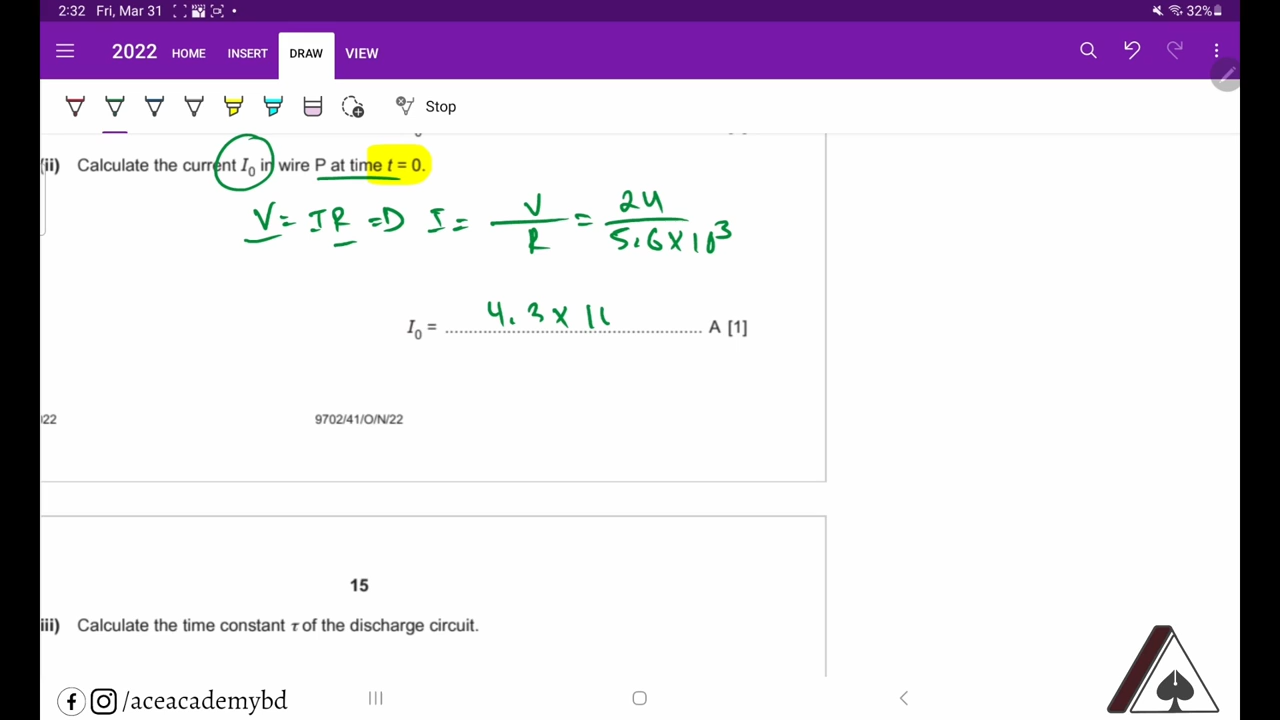 2:32 Fri, Mar 31 32%
2022 HOME INSERT DRAW VIEW
Stop
(ii) Calculate the current I₀ in wire P at time t = 0.
V = IR => I = V/R = 24/5.6×10³
4.3 × 10
I₀ = ........................................................ A [1]
022 9702/41/O/N/22
15
iii) Calculate the time constant τ of the discharge circuit.
/aceacademybd